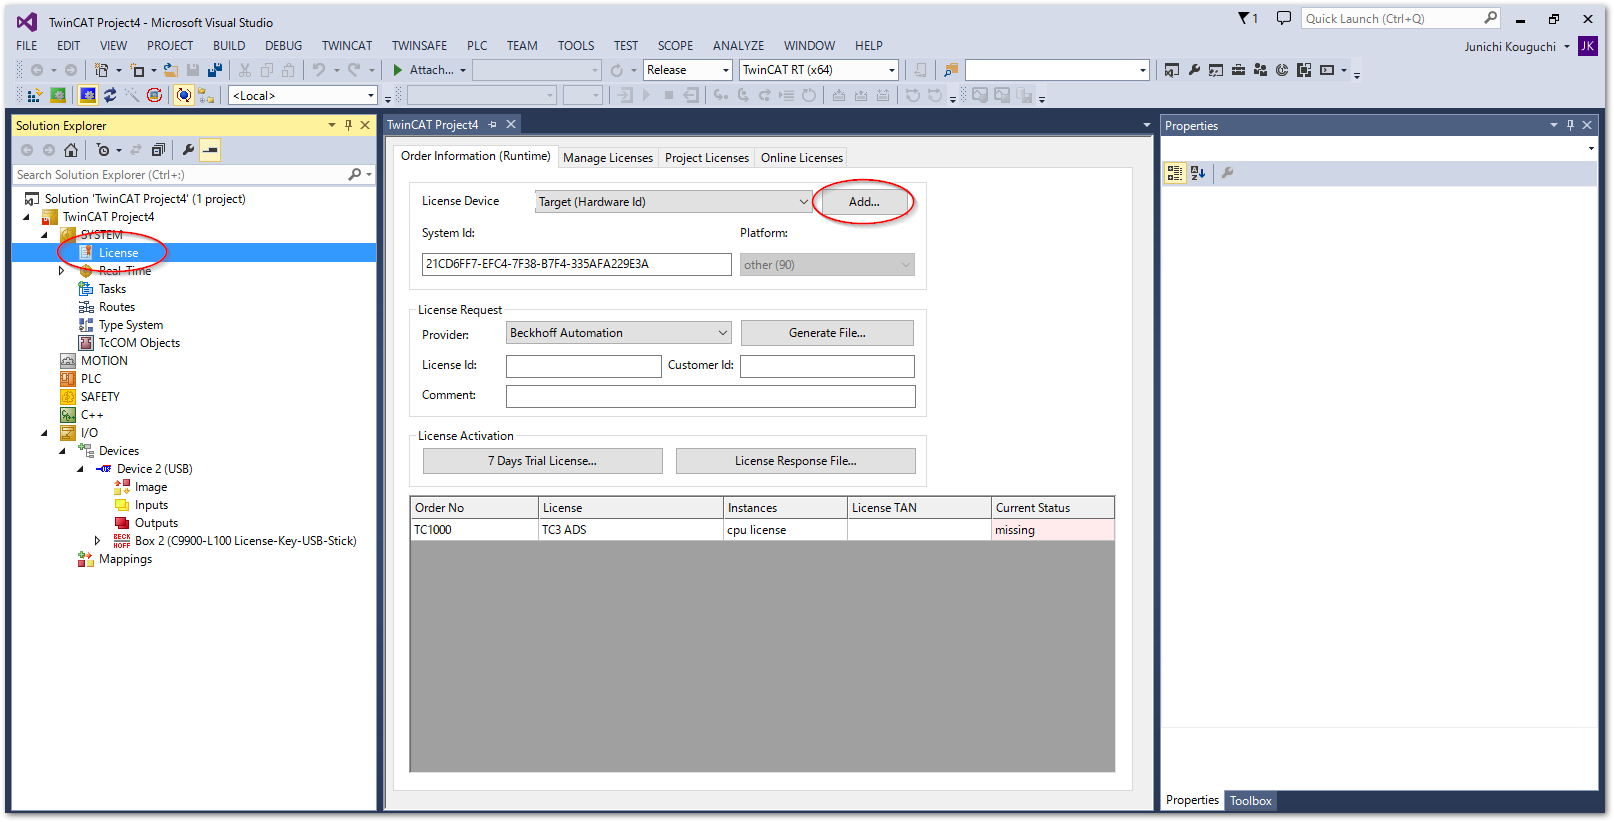 TwinCAT Project4 - Microsoft Visual Studio
1
Quick Launch (Ctrl+Q)
FILE EDIT VIEW PROJECT BUILD DEBUG TWINCAT TWINSAFE PLC TEAM TOOLS TEST SCOPE ANALYZE WINDOW HELP
Junichi Kouguchi JK
Attach... Release TwinCAT RT (x64)
<Local>
Solution Explorer
Search Solution Explorer (Ctrl+:)
Solution 'TwinCAT Project4' (1 project)
TwinCAT Project4
SYSTEM
License
Real-Time
Tasks
Routes
Type System
TcCOM Objects
MOTION
PLC
SAFETY
C++
I/O
Devices
Device 2 (USB)
Image
Inputs
Outputs
Box 2 (C9900-L100 License-Key-USB-Stick)
Mappings
TwinCAT Project4
Order Information (Runtime) Manage Licenses Project Licenses Online Licenses
License Device Target (Hardware Id) Add...
System Id: Platform:
21CD6FF7-EFC4-7F38-B7F4-335AFA229E3A other (90)
License Request
Provider: Beckhoff Automation Generate File...
License Id: Customer Id:
Comment:
License Activation
7 Days Trial License... License Response File...
Order No License Instances License TAN Current Status
TC1000 TC3 ADS cpu license missing
Properties
Properties Toolbox